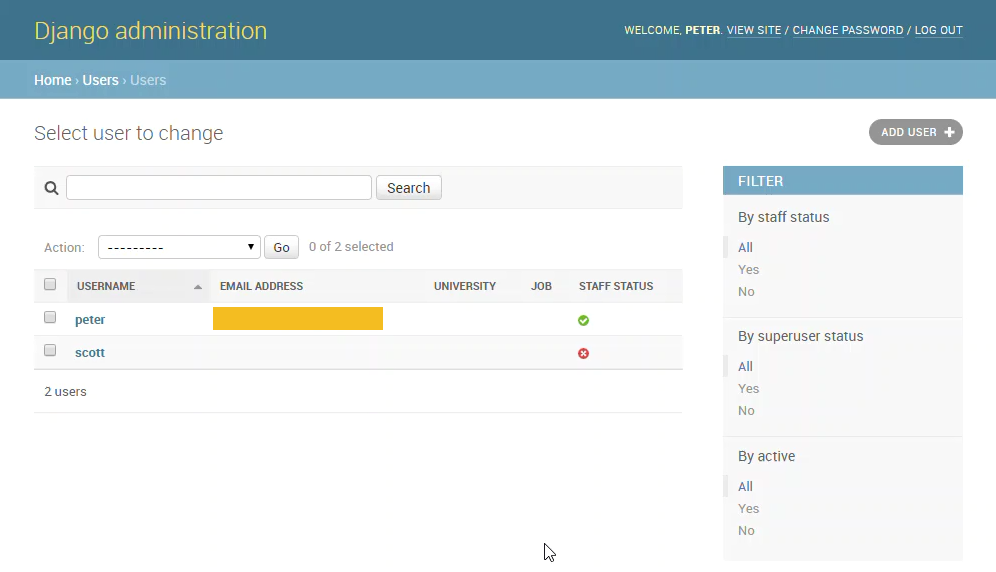 Django administration
WELCOME, PETER. VIEW SITE / CHANGE PASSWORD / LOG OUT
Home › Users › Users
Select user to change
ADD USER +
Search
FILTER
Action: --------- Go 0 of 2 selected
USERNAME EMAIL ADDRESS UNIVERSITY JOB STAFF STATUS
peter
scott
2 users
By staff status
All
Yes
No
By superuser status
All
Yes
No
By active
All
Yes
No